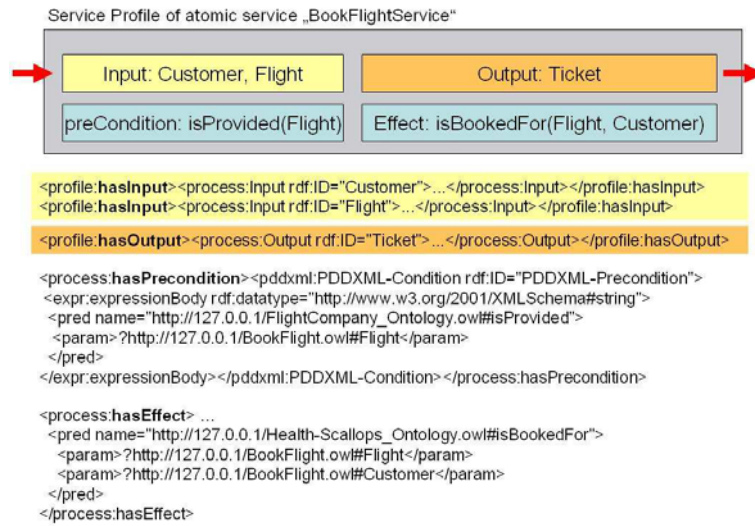 Service Profile of atomic service „BookFlightService“
Input: Customer, Flight
Output: Ticket
preCondition: isProvided(Flight)
Effect: isBookedFor(Flight, Customer)
<profile:hasInput><process:Input rdf:ID="Customer">...</process:Input></profile:hasInput>
<profile:hasInput><process:Input rdf:ID="Flight">...</process:Input></profile:hasInput>
<profile:hasOutput><process:Output rdf:ID="Ticket">...</process:Output></profile:hasOutput>
<process:hasPrecondition><pddxml:PDDXML-Condition rdf:ID="PDDXML-Precondition">
<expr:expressionBody rdf:datatype="http://www.w3.org/2001/XMLSchema#string">
<pred name="http://127.0.0.1/FlightCompany_Ontology.owl#isProvided">
<param>?http://127.0.0.1/BookFlight.owl#Flight</param>
</pred>
</expr:expressionBody></pddxml:PDDXML-Condition></process:hasPrecondition>
<process:hasEffect> ...
<pred name="http://127.0.0.1/Health-Scallops_Ontology.owl#isBookedFor">
<param>?http://127.0.0.1/BookFlight.owl#Flight</param>
<param>?http://127.0.0.1/BookFlight.owl#Customer</param>
</pred>
</process:hasEffect>